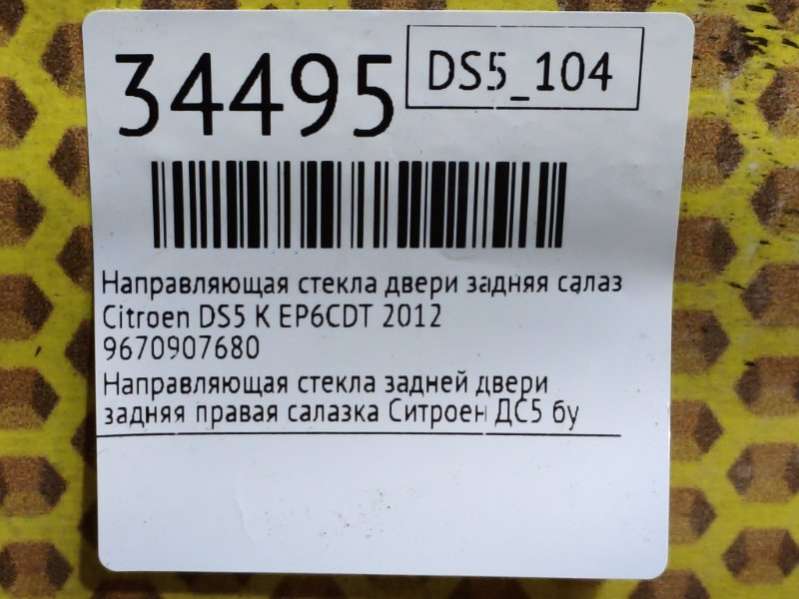 34495
DS5_104
Направляющая стекла двери задняя салаз
Citroen DS5 K EP6CDT 2012
9670907680
Направляющая стекла задней двери
задняя правая салазка Ситроен ДС5 бу